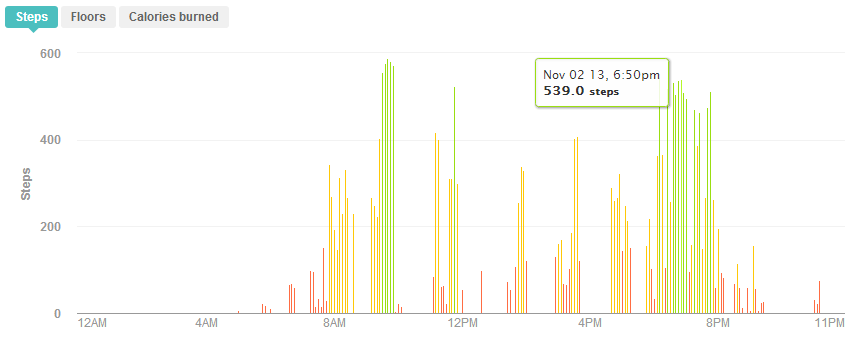 Steps Floors Calories burned
600
Nov 02 13, 6:50pm
539.0 steps
400
Steps
200
0
12AM 4AM 8AM 12PM 4PM 8PM 11PM